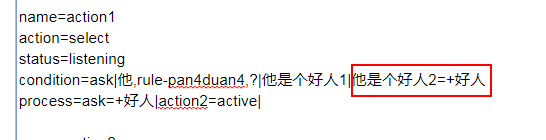 name=action1
action=select
status=listening
condition=ask|他,rule-pan4duan4,?|他是个好人1|他是个好人2=+好人
process=ask=+好人|action2=active|